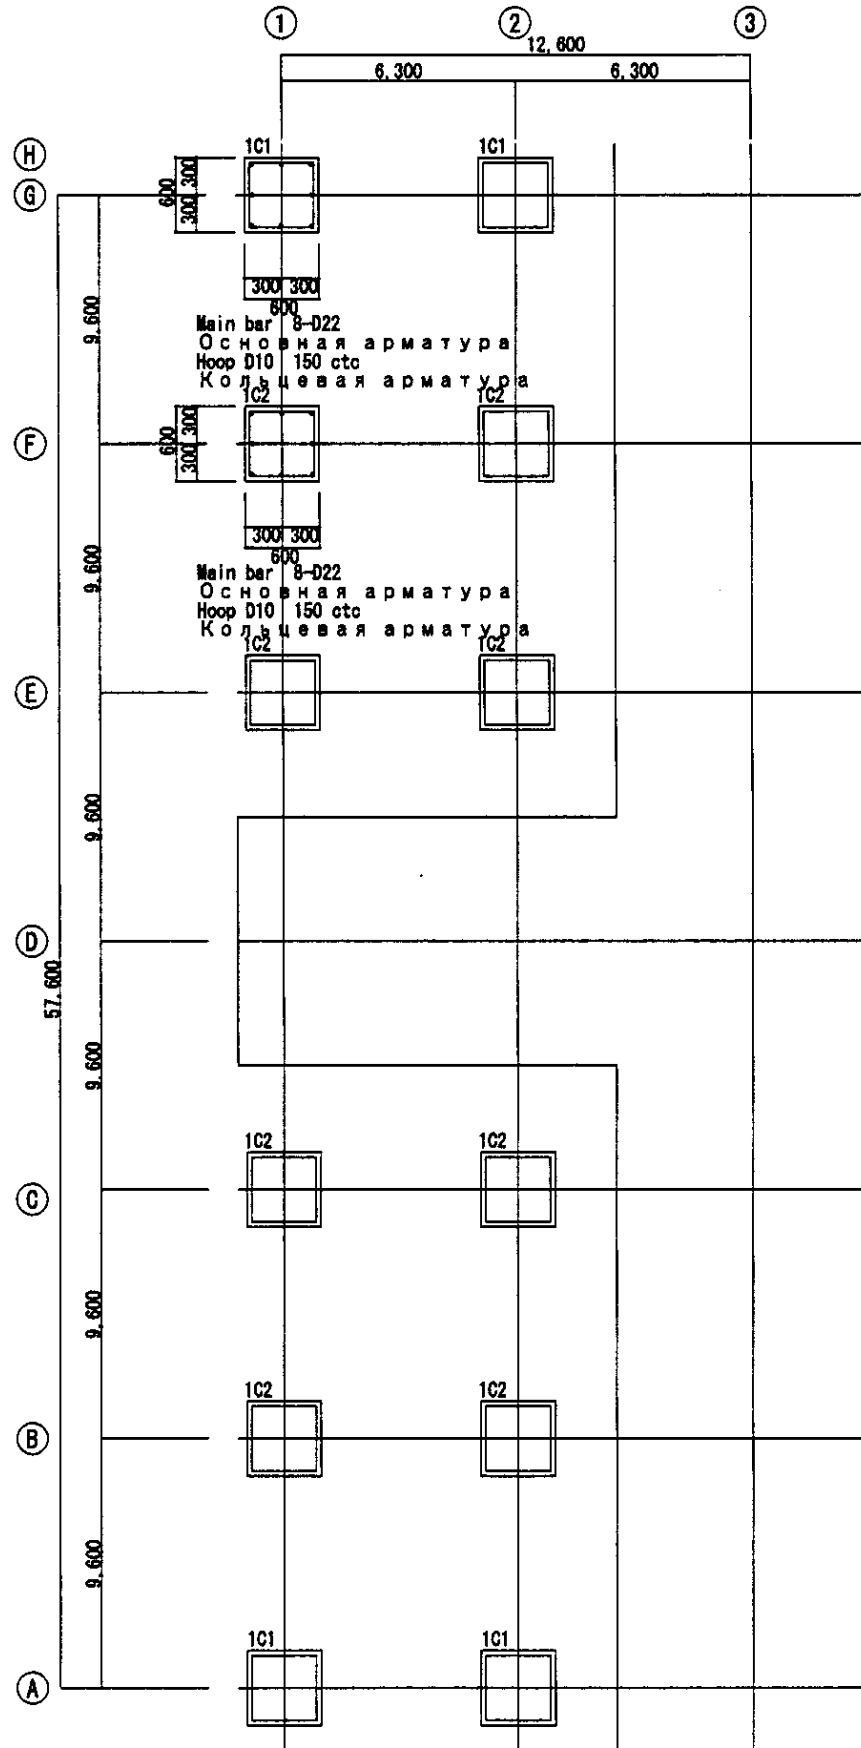 1 2 3
12,600
6,300 6,300
H
1C1 1C1
G
600
300 300
300 300
600
9,600
Main bar 8-D22
Основная арматура
Hoop D10 150 ctc
Кольцевая арматура
1C2 1C2
F
600
300 300
300 300
600
9,600
Main bar 8-D22
Основная арматура
Hoop D10 150 ctc
Кольцевая арматура
1C2 1C2
E
9,600
D
57,600
9,600
1C2 1C2
C
9,600
1C2 1C2
B
9,600
1C1 1C1
A